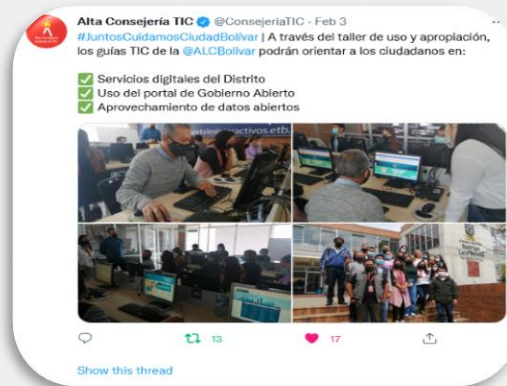 Alta Consejería TIC @ConsejeriaTIC · Feb 3
#JuntosCuidamosCiudadBolívar | A través del taller de uso y apropiación,
los guías TIC de la @ALCBolivar podrán orientar a los ciudadanos en:
✅ Servicios digitales del Distrito
✅ Uso del portal de Gobierno Abierto
✅ Aprovechamiento de datos abiertos
13
17
Show this thread